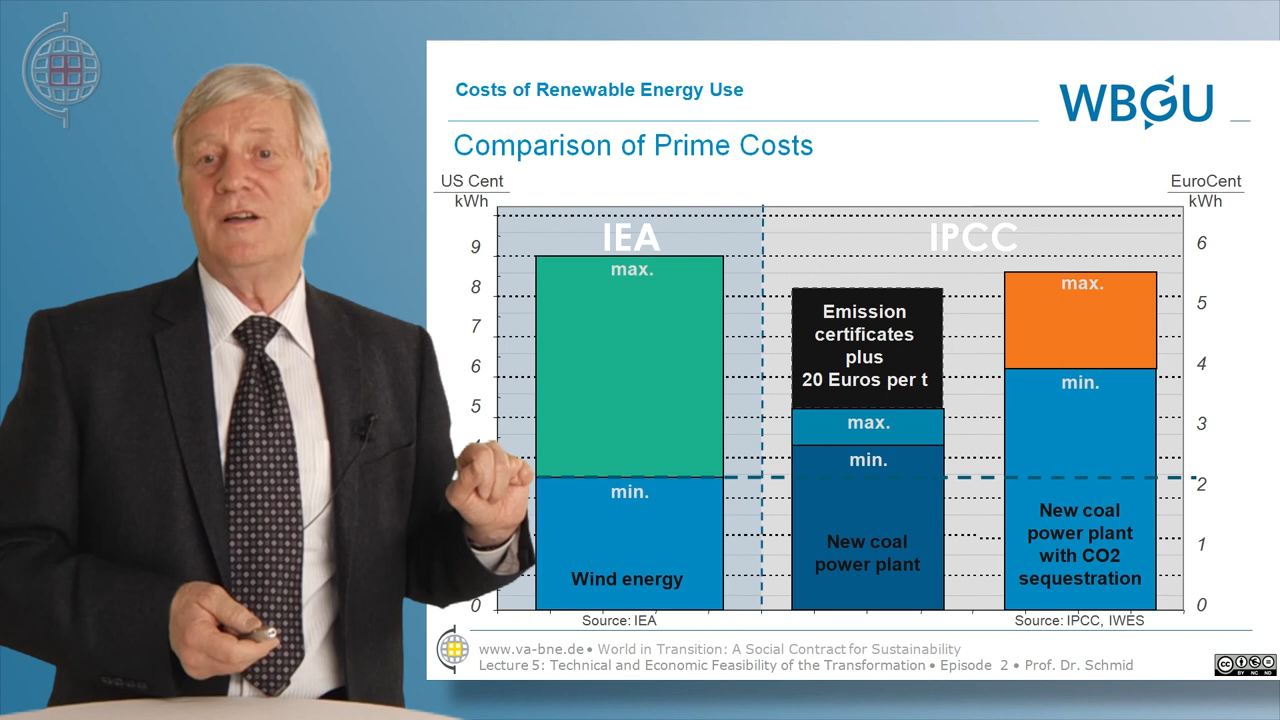 Costs of Renewable Energy Use
WBGU
Comparison of Prime Costs
US Cent
kWh
EuroCent
kWh
IEA
IPCC
9
8
7
6
5
0
6
5
4
3
2
1
0
max.
min.
Wind energy
Emission
certificates
plus
20 Euros per t
max.
min.
New coal
power plant
max.
min.
New coal
power plant
with CO2
sequestration
Source: IEA
Source: IPCC, IWES
www.va-bne.de • World in Transition: A Social Contract for Sustainability
Lecture 5: Technical and Economic Feasibility of the Transformation • Episode 2 • Prof. Dr. Schmid
cc
BY NC ND